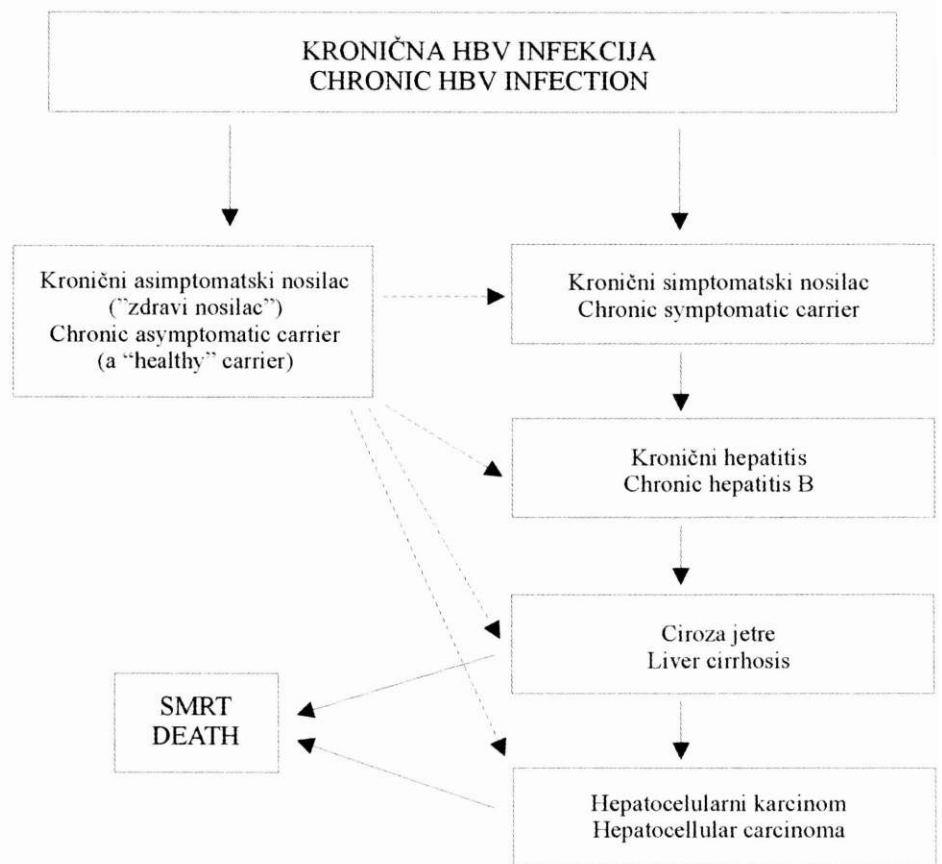 KRONIČNA HBV INFEKCIJA
CHRONIC HBV INFECTION
Kronični asimptomatski nosilac
("zdravi nosilac”)
Chronic asymptomatic carrier
(a “healthy” carrier)
Kronični simptomatski nosilac
Chronic symptomatic carrier
Kronični hepatitis
Chronic hepatitis B
Ciroza jetre
Liver cirrhosis
SMRT
DEATH
Hepatocelularni karcinom
Hepatocellular carcinoma